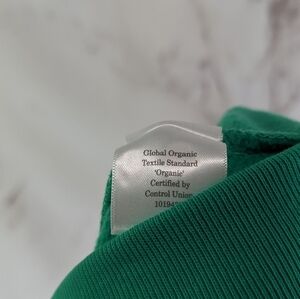 Global Organic
Textile Standard
'Organic'
Certified by
Control Union